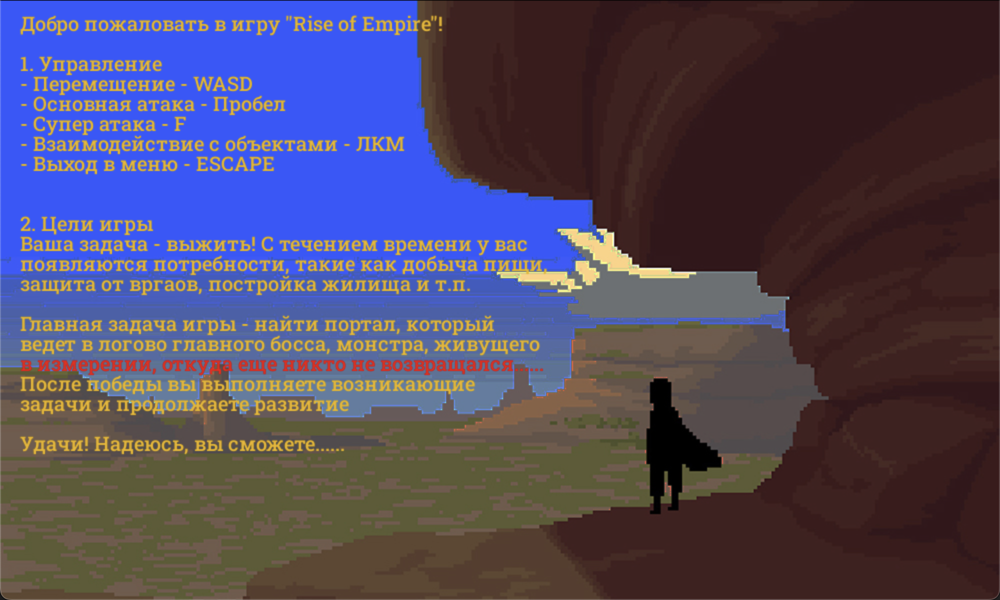 Добро пожаловать в игру "Rise of Empire"!
1. Управление
- Перемещение - WASD
- Основная атака - Пробел
- Супер атака - F
- Взаимодействие с объектами - ЛКМ
- Выход в меню - ESCAPE
2. Цели игры
Ваша задача - выжить! С течением времени у вас
появляются потребности, такие как добыча пищи,
защита от вргаов, постройка жилища и т.п.
Главная задача игры - найти портал, который
ведет в логово главного босса, монстра, живущего
в измерении, откуда еще никто не возвращался......
После победы вы выполняете возникающие
задачи и продолжаете развитие
Удачи! Надеюсь, вы сможете......